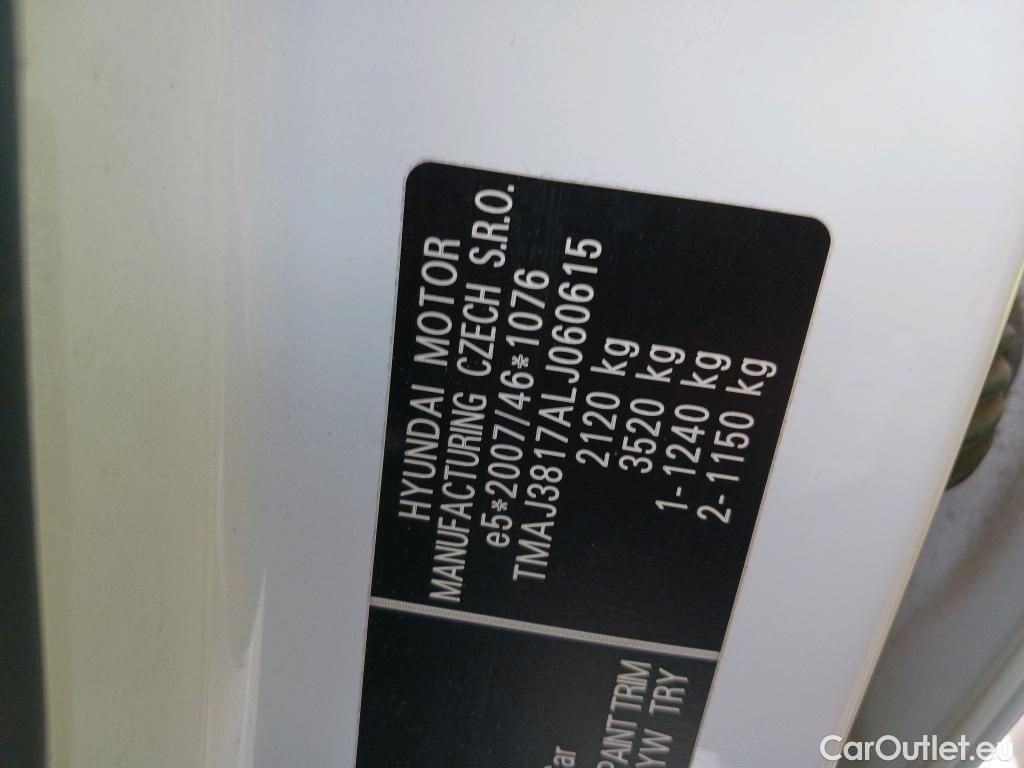 HYUNDAI MOTOR
MANUFACTURING CZECH S.R.O.
e5*2007/46*1076
TMAJ3817ALJ060615
2120 kg
3520 kg
1-1240 kg
2-1150 kg
PAINT TRIM
YW TRY
CarOutlet.eu